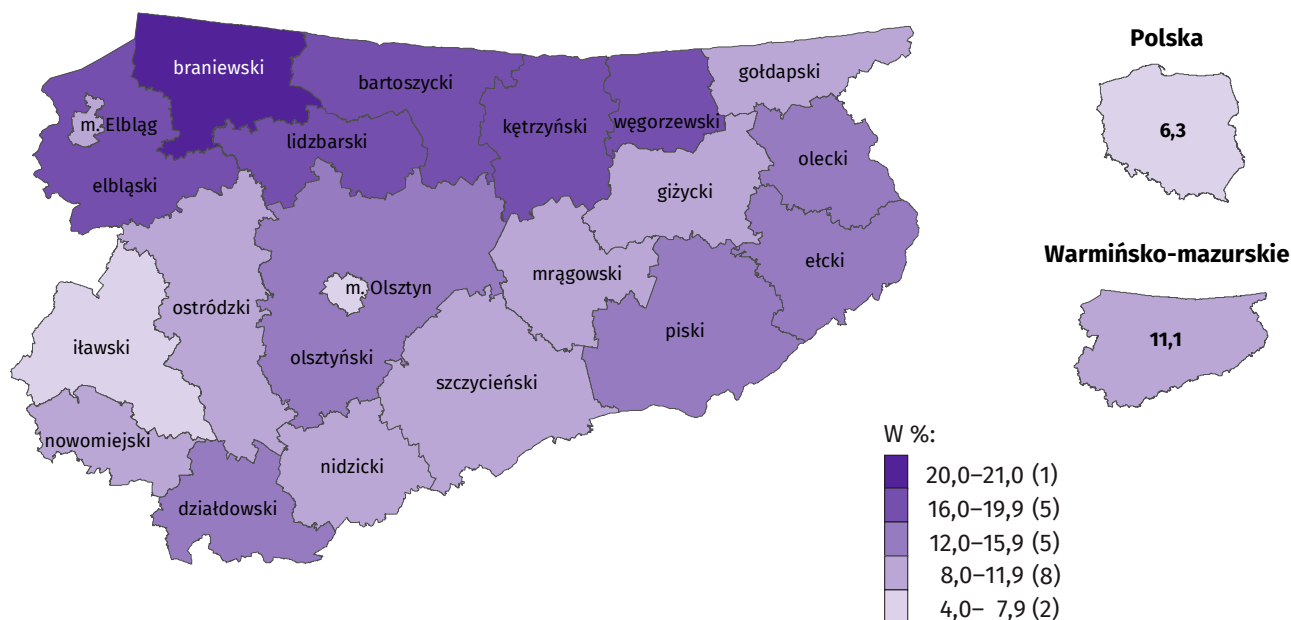 braniewski
bartoszycki
gołdapski
m. Elbląg
kętrzyński
węgorzewski
lidzbarski
olecki
elbląski
giżycki
ełcki
mrągowski
m. Olsztyn
ostródzki
piski
iławski
olsztyński
szczycieński
nowomiejski
nidzicki
działdowski
Polska
6,3
Warmińsko-mazurskie
11,1
W %:
20,0–21,0 (1)
16,0–19,9 (5)
12,0–15,9 (5)
8,0–11,9 (8)
4,0– 7,9 (2)